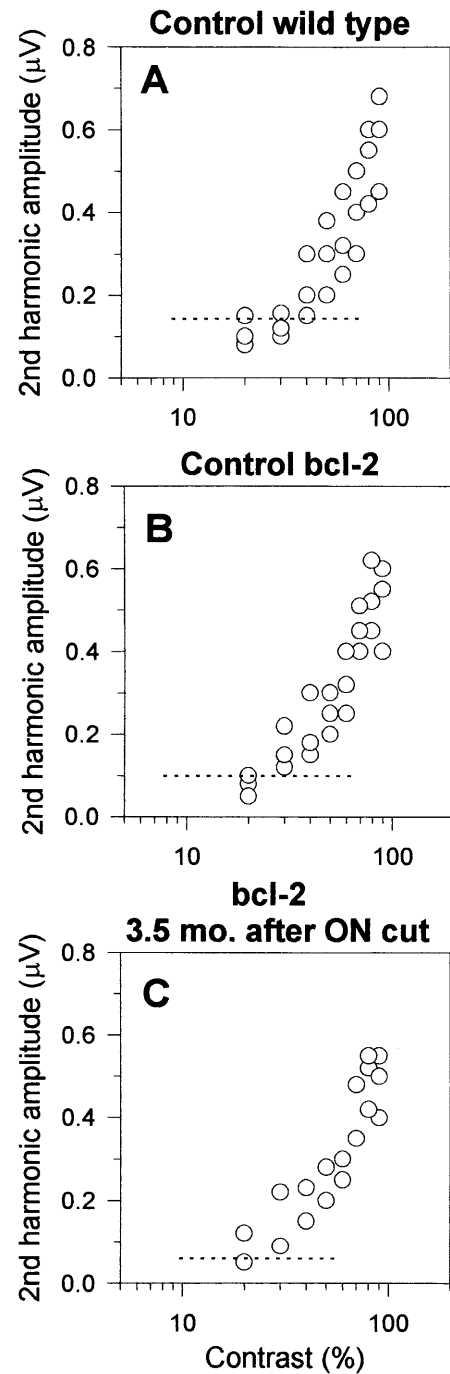 Control wild type
A
2nd harmonic amplitude (μV)
0.8
0.6
0.4
0.2
0.0
10 100
Control bcl-2
B
2nd harmonic amplitude (μV)
0.8
0.6
0.4
0.2
0.0
10 100
bcl-2
3.5 mo. after ON cut
C
2nd harmonic amplitude (μV)
0.8
0.6
0.4
0.2
0.0
10 100
Contrast (%)